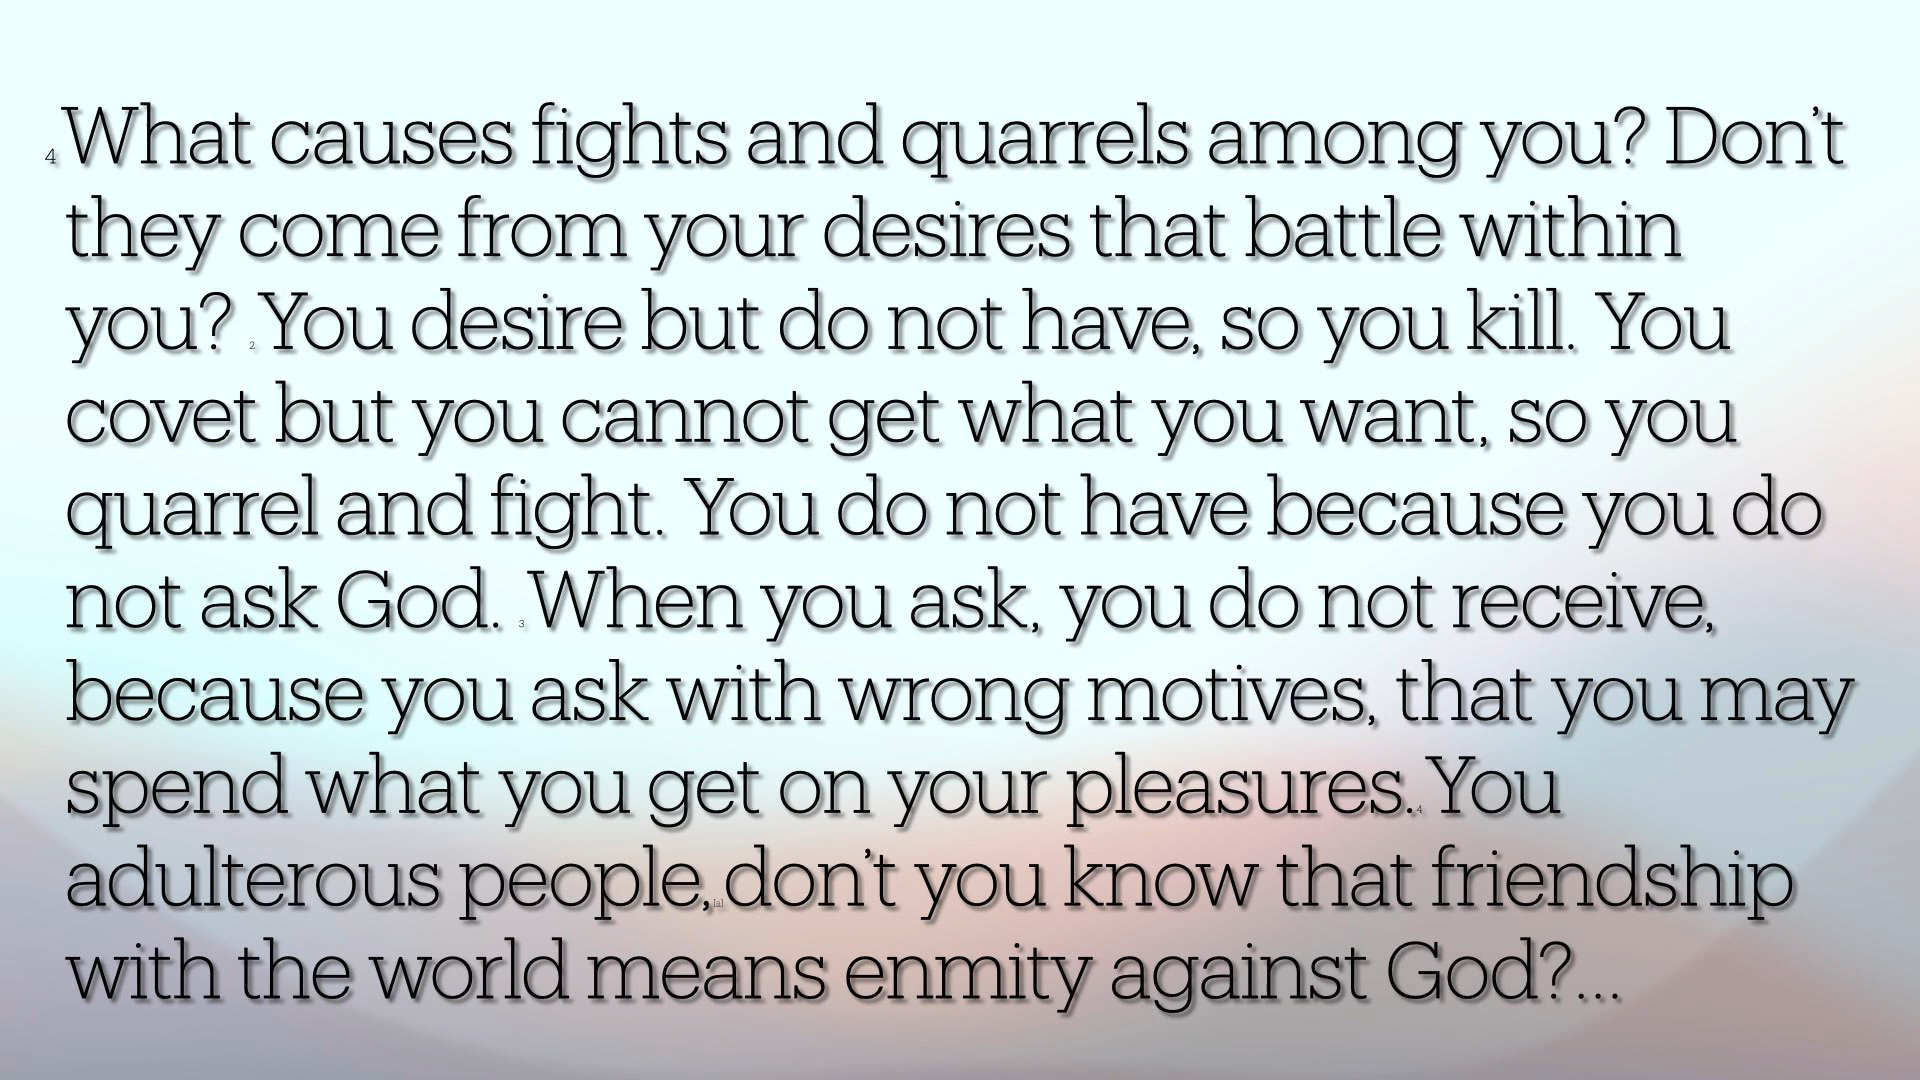 4 What causes fights and quarrels among you? Don’t
they come from your desires that battle within
you? 2 You desire but do not have, so you kill. You
covet but you cannot get what you want, so you
quarrel and fight. You do not have because you do
not ask God. 3 When you ask, you do not receive,
because you ask with wrong motives, that you may
spend what you get on your pleasures. 4 You
adulterous people,[a] don’t you know that friendship
with the world means enmity against God?...